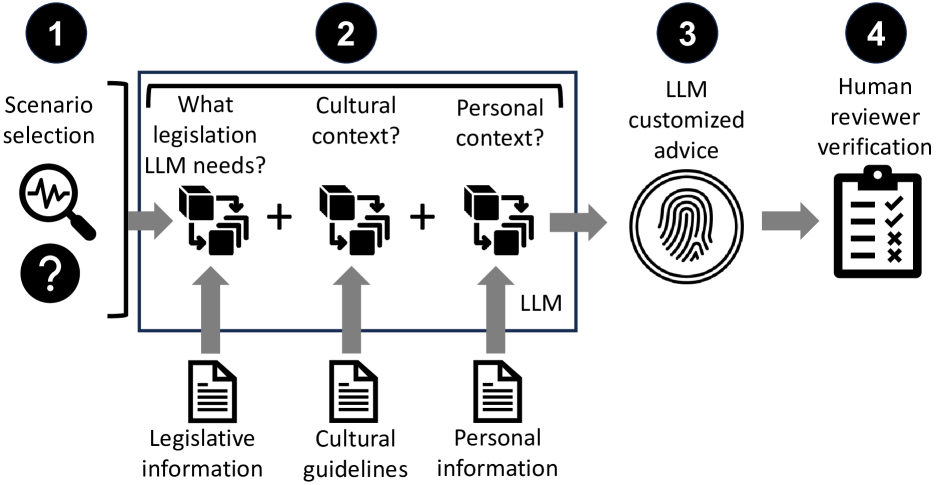 1
2
3
4
Scenario
selection
?
What
legislation
LLM needs?
Cultural
context?
Personal
context?
+
+
LLM
LLM
customized
advice
Human
reviewer
verification
Legislative
information
Cultural
guidelines
Personal
information